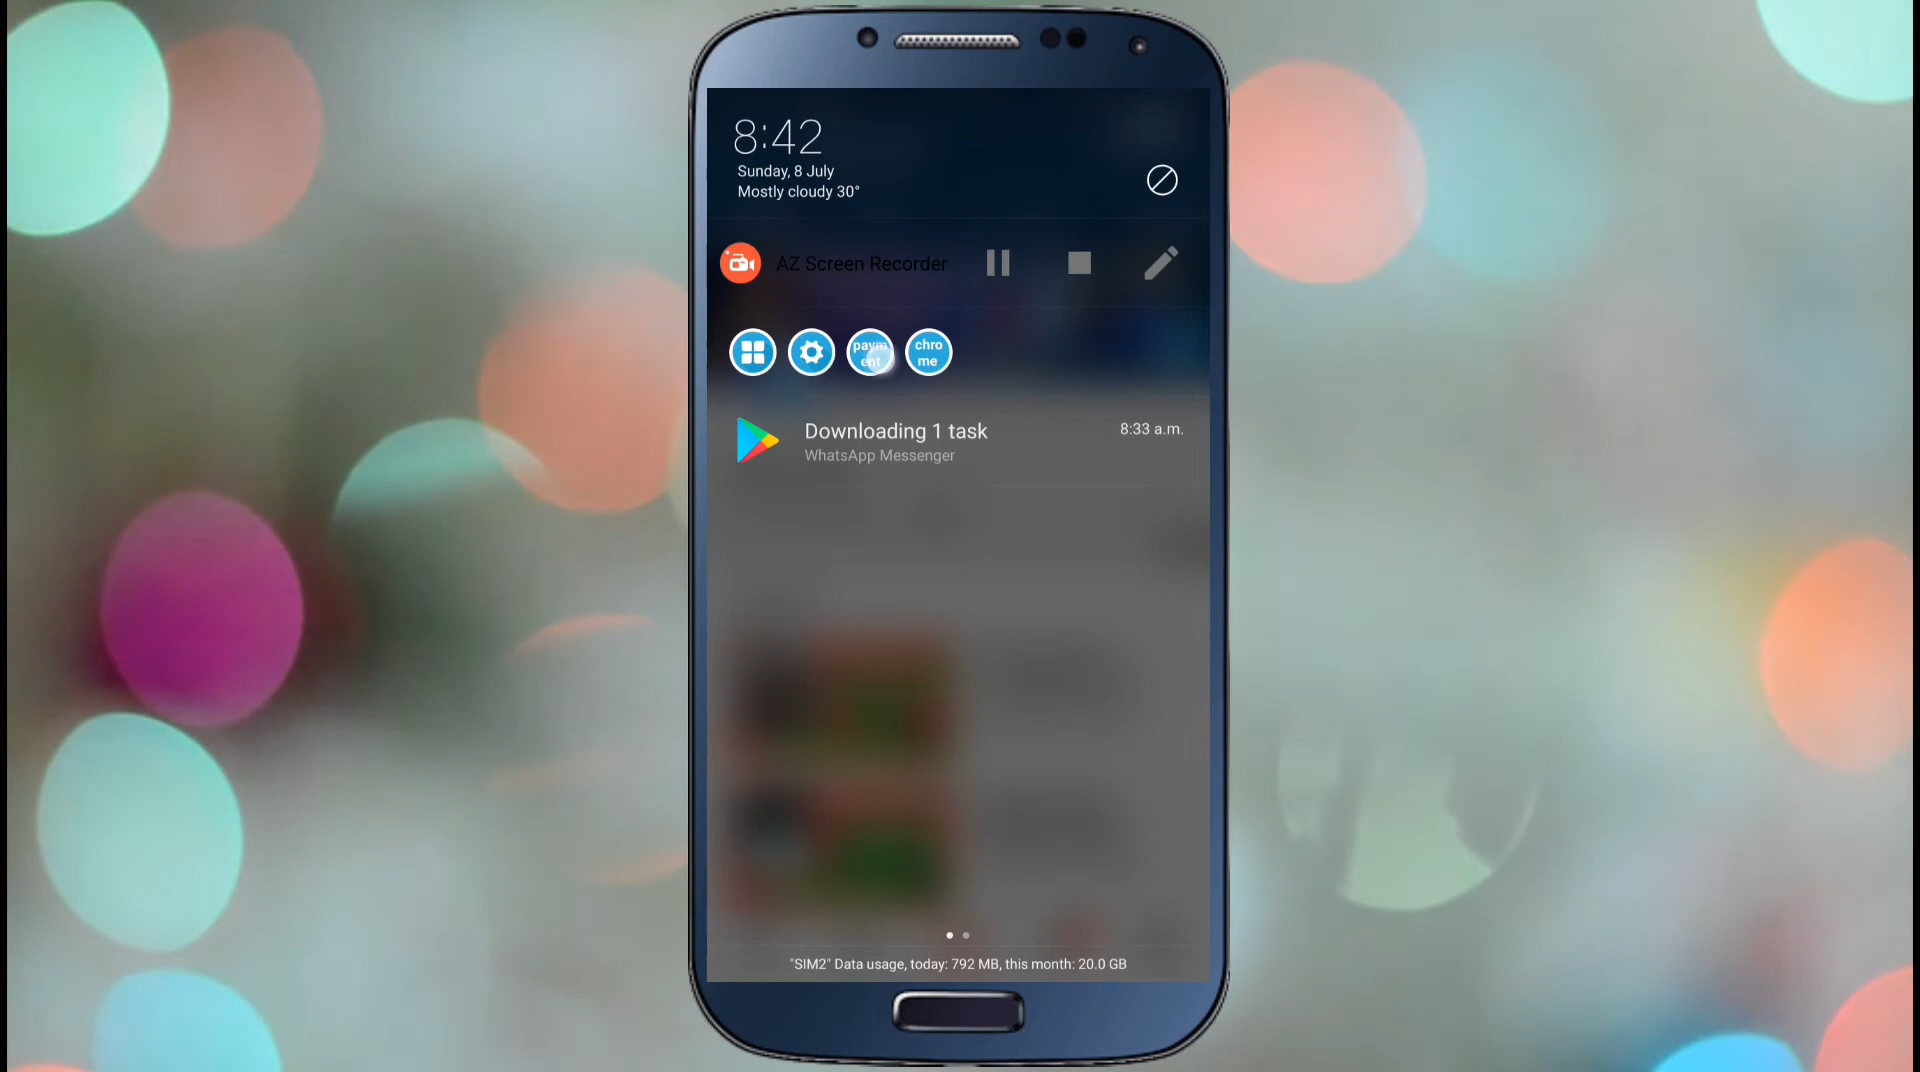 8:42
Sunday, 8 July
Mostly cloudy 30°
AZ Screen Recorder
paym
ent
chro
me
Downloading 1 task
8:33 a.m.
WhatsApp Messenger
"SIM2" Data usage, today: 792 MB, this month: 20.0 GB